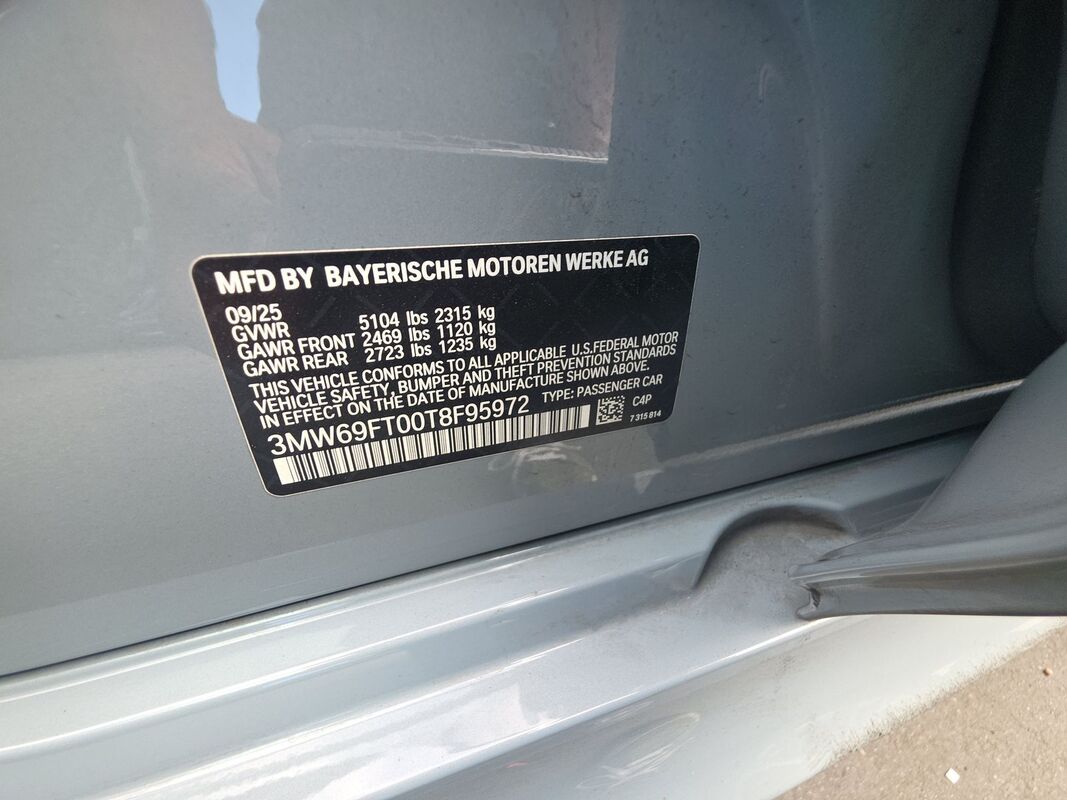 MFD BY BAYERISCHE MOTOREN WERKE AG
09/25
GVWR 5104 lbs 2315 kg
GAWR FRONT 2469 lbs 1120 kg
GAWR REAR 2723 lbs 1235 kg
THIS VEHICLE CONFORMS TO ALL APPLICABLE U.S.FEDERAL MOTOR
VEHICLE SAFETY, BUMPER AND THEFT PREVENTION STANDARDS
IN EFFECT ON THE DATE OF MANUFACTURE SHOWN ABOVE.
3MW69FT00T8F95972 TYPE: PASSENGER CAR
C4P
7 315 814